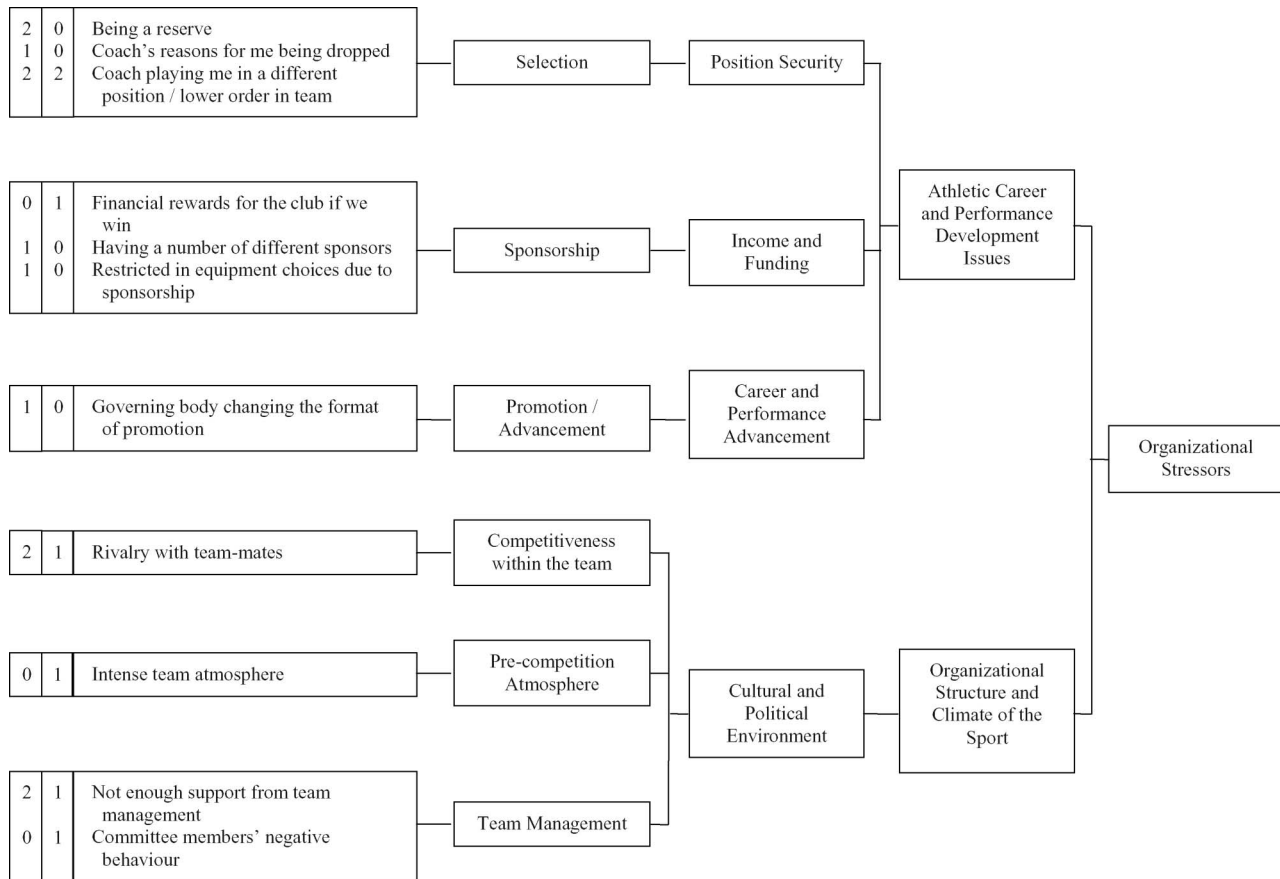 2 0 Being a reserve
1 0 Coach's reasons for me being dropped
2 2 Coach playing me in a different
position / lower order in team
Selection
Position Security
0 1 Financial rewards for the club if we
win
1 0 Having a number of different sponsors
1 0 Restricted in equipment choices due to
sponsorship
Sponsorship
Income and
Funding
Athletic Career
and Performance
Development
Issues
1 0 Governing body changing the format
of promotion
Promotion /
Advancement
Career and
Performance
Advancement
Organizational
Stressors
2 1 Rivalry with team-mates
Competitiveness
within the team
0 1 Intense team atmosphere
Pre-competition
Atmosphere
Cultural and
Political
Environment
Organizational
Structure and
Climate of the
Sport
2 1 Not enough support from team
management
0 1 Committee members' negative
behaviour
Team Management